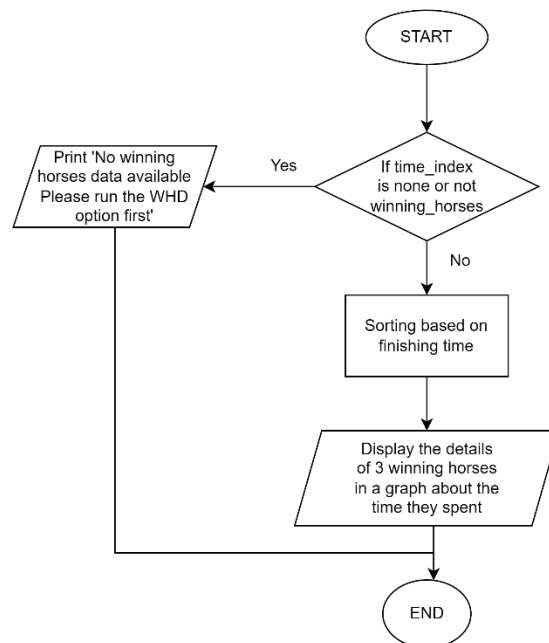 START
If time_index
is none or not
winning_horses
Yes
Print 'No winning
horses data available
Please run the WHD
option first'
No
Sorting based on
finishing time
Display the details
of 3 winning horses
in a graph about the
time they spent
END